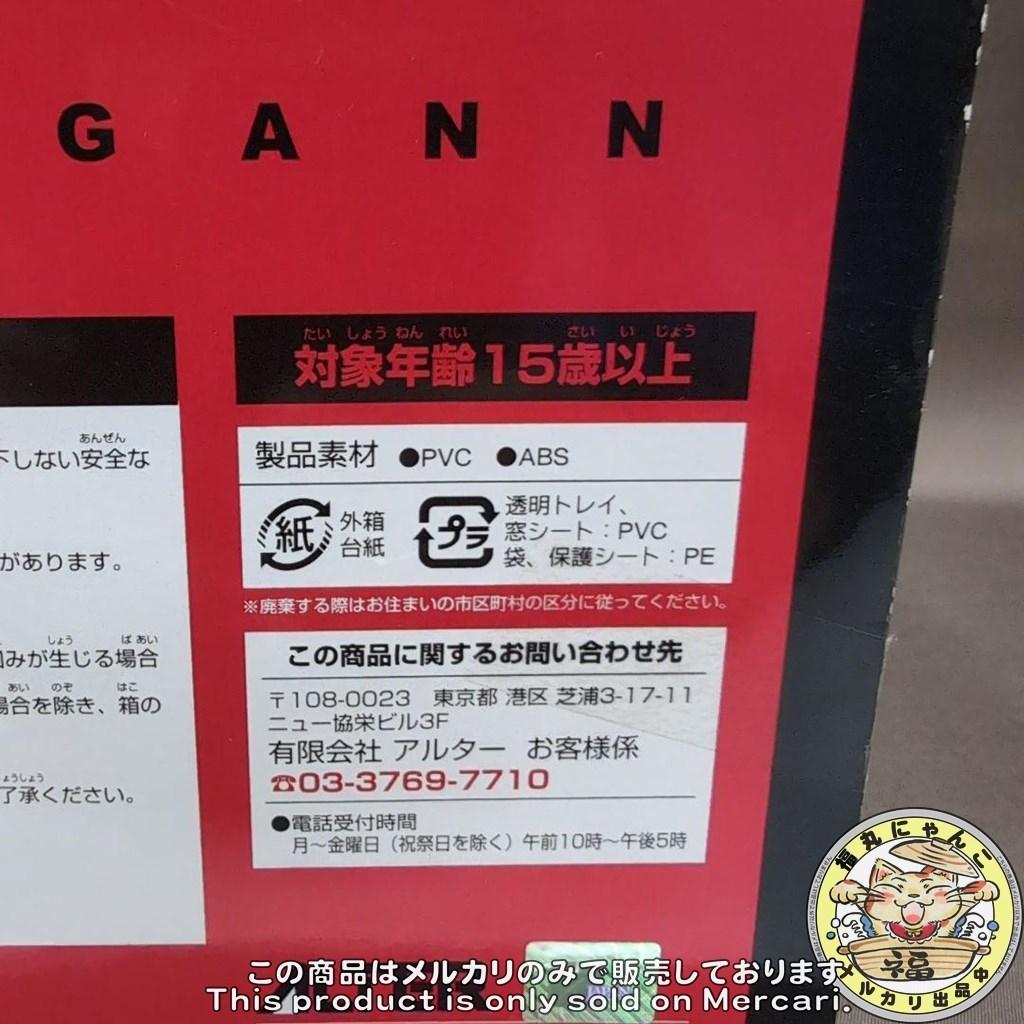 GANN
たいしょうねんれい さいいじょう
対象年齢15歳以上
あんぜん
下しない安全な
があります。
しょう ばあい
みが生じる場合
あい のぞ はこ
場合を除き、箱の
ょうしょう
了承ください。
製品素材 ●PVC ●ABS
紙 外箱
台紙
プラ 透明トレイ、
窓シート：PVC
袋、保護シート：PE
※廃棄する際はお住まいの市区町村の区分に従ってください。
この商品に関するお問い合わせ先
〒108-0023 東京都 港区 芝浦3-17-11
ニュー協栄ビル3F
有限会社 アルター お客様係
☎03-3769-7710
●電話受付時間
月～金曜日（祝祭日を除く）午前10時～午後5時
この商品はメルカリのみで販売しております
This product is only sold on Mercari.
福丸にゃんこ
福
メルカリ出品中